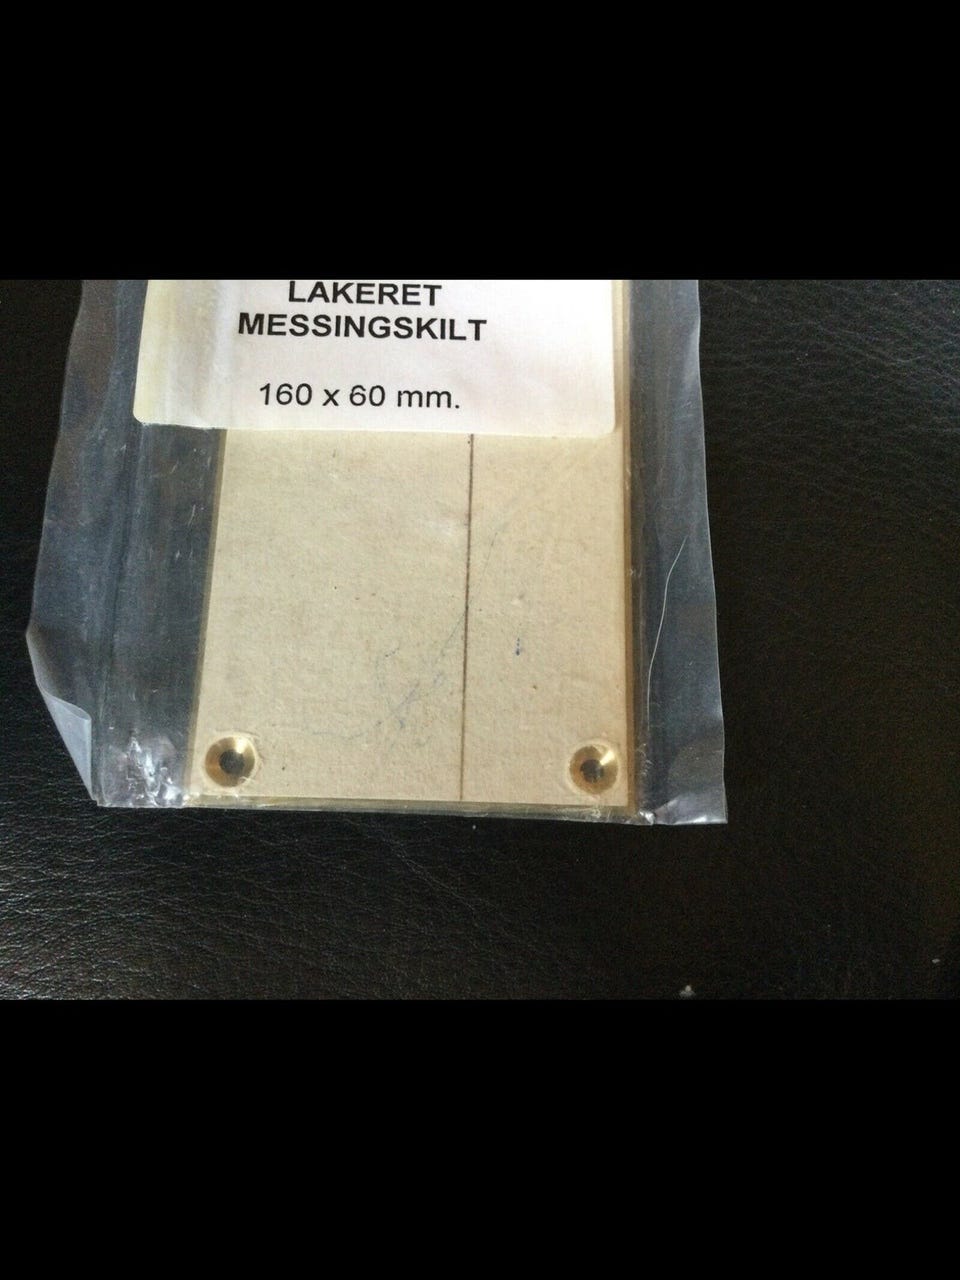 LAKERET
MESSINGSKILT
160 x 60 mm.